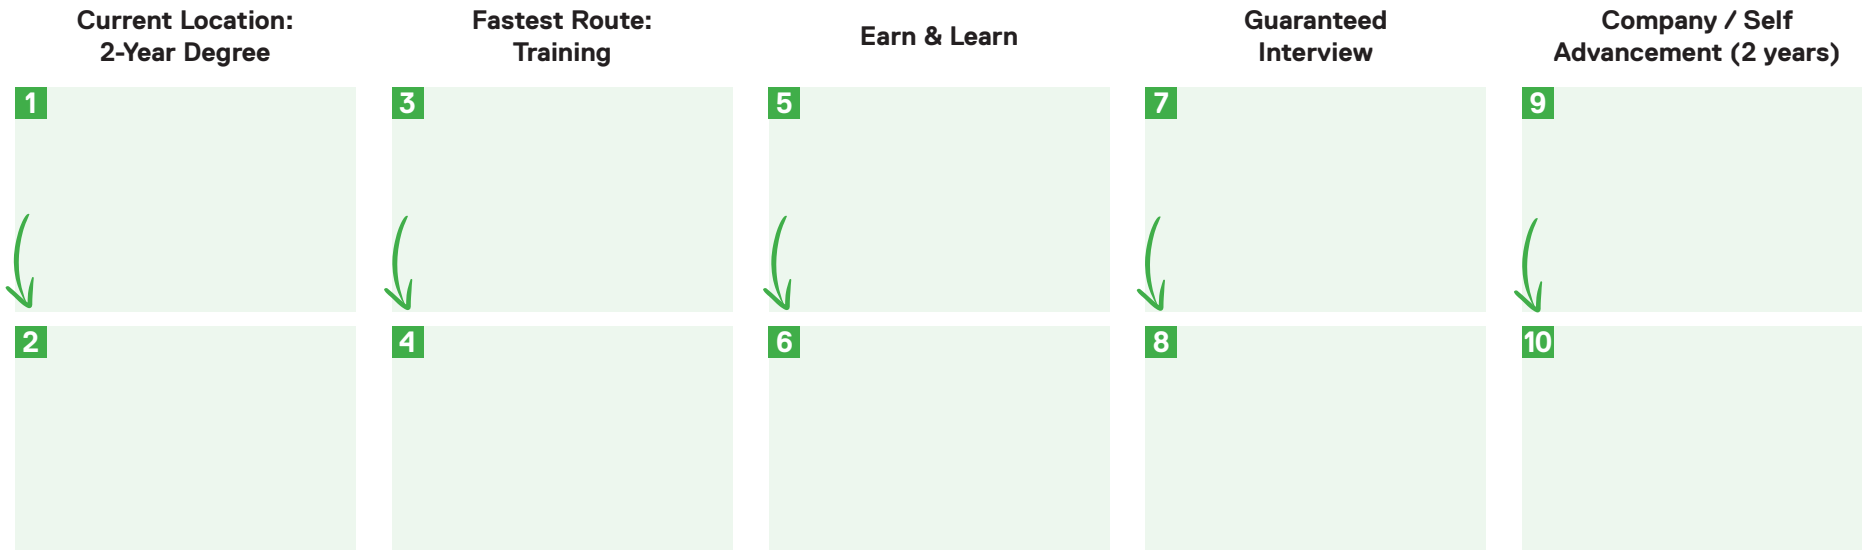 Current Location:
2-Year Degree
Fastest Route:
Training
Earn & Learn
Guaranteed
Interview
Company / Self
Advancement (2 years)
1
3
5
7
9
2
4
6
8
10